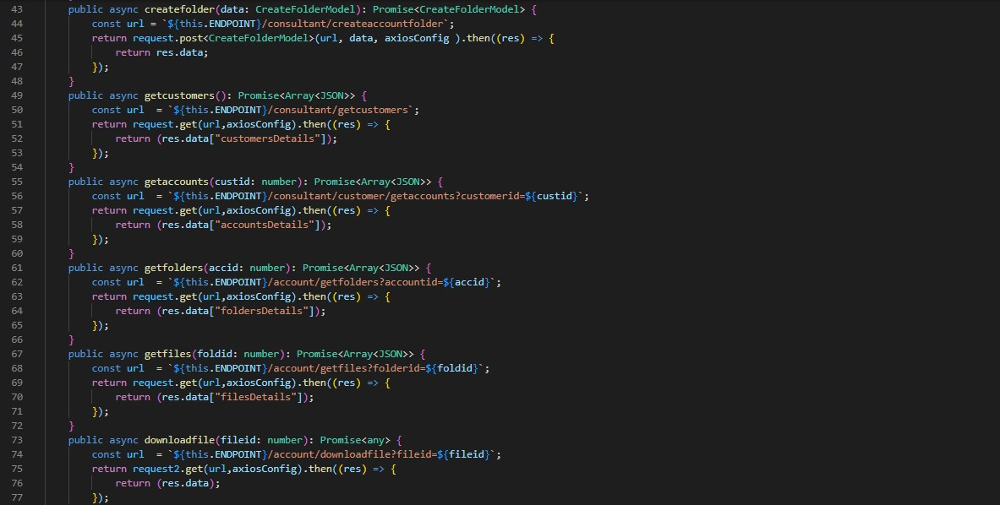 43 public async createfolder(data: CreateFolderModel): Promise<CreateFolderModel> {
44 const url = `${this.ENDPOINT}/consultant/createaccountfolder`;
45 return request.post<CreateFolderModel>(url, data, axiosConfig ).then((res) => {
46 return res.data;
47 });
48 }
49 public async getcustomers(): Promise<Array<JSON>> {
50 const url  = `${this.ENDPOINT}/consultant/getcustomers`;
51 return request.get(url,axiosConfig).then((res) => {
52 return (res.data["customersDetails"]);
53 });
54 }
55 public async getaccounts(custid: number): Promise<Array<JSON>> {
56 const url  = `${this.ENDPOINT}/consultant/customer/getaccounts?customerid=${custid}`;
57 return request.get(url,axiosConfig).then((res) => {
58 return (res.data["accountsDetails"]);
59 });
60 }
61 public async getfolders(accid: number): Promise<Array<JSON>> {
62 const url  = `${this.ENDPOINT}/account/getfolders?accountid=${accid}`;
63 return request.get(url,axiosConfig).then((res) => {
64 return (res.data["foldersDetails"]);
65 });
66 }
67 public async getfiles(foldid: number): Promise<Array<JSON>> {
68 const url  = `${this.ENDPOINT}/account/getfiles?folderid=${foldid}`;
69 return request.get(url,axiosConfig).then((res) => {
70 return (res.data["filesDetails"]);
71 });
72 }
73 public async downloadfile(fileid: number): Promise<any> {
74 const url  = `${this.ENDPOINT}/account/downloadfile?fileid=${fileid}`;
75 return request2.get(url,axiosConfig).then((res) => {
76 return (res.data);
77 });